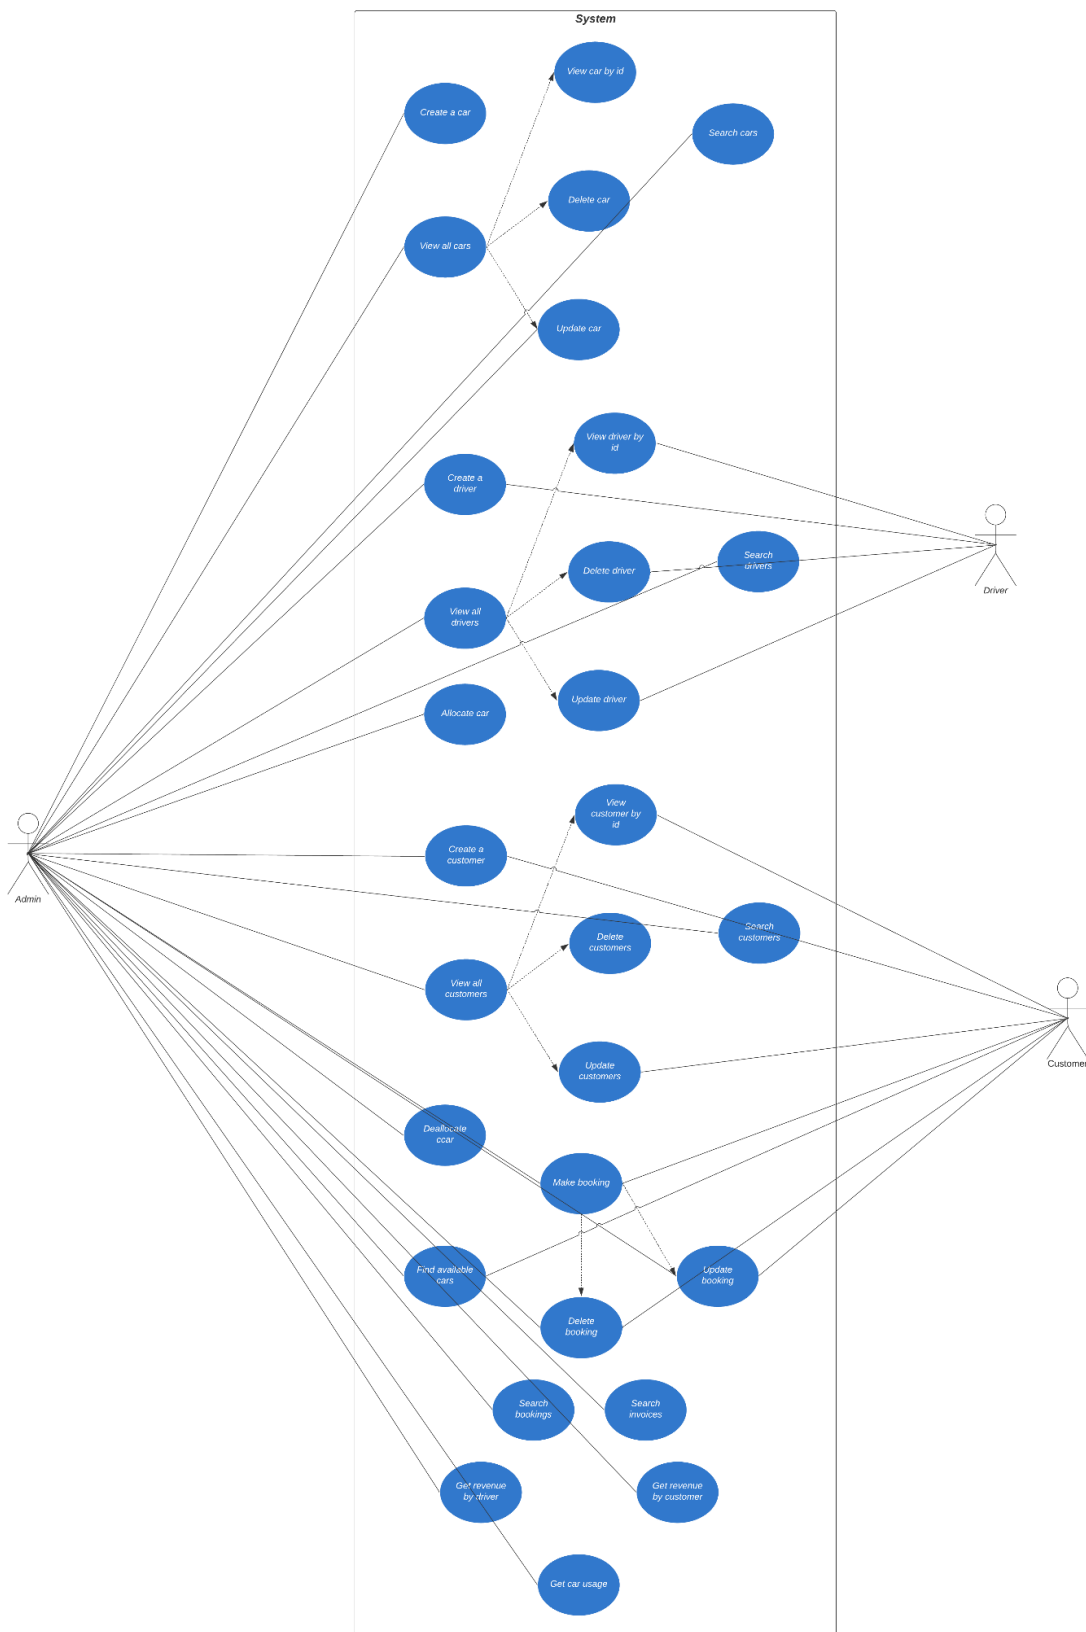 System
View car by id
Create a car
Search cars
Delete car
View all cars
Update car
View driver by
id
Create a
driver
Search
drivers
Delete driver
View all
drivers
Update driver
Allocate car
View
customer by
id
Create a
customer
Admin
Search
customers
Delete
customers
View all
customers
Driver
Update
customers
Customer
Deallocate
ccar
Make booking
Find available
cars
Update
booking
Delete
booking
Search
bookings
Search
invoices
Get revenue
by driver
Get revenue
by customer
Get car usage